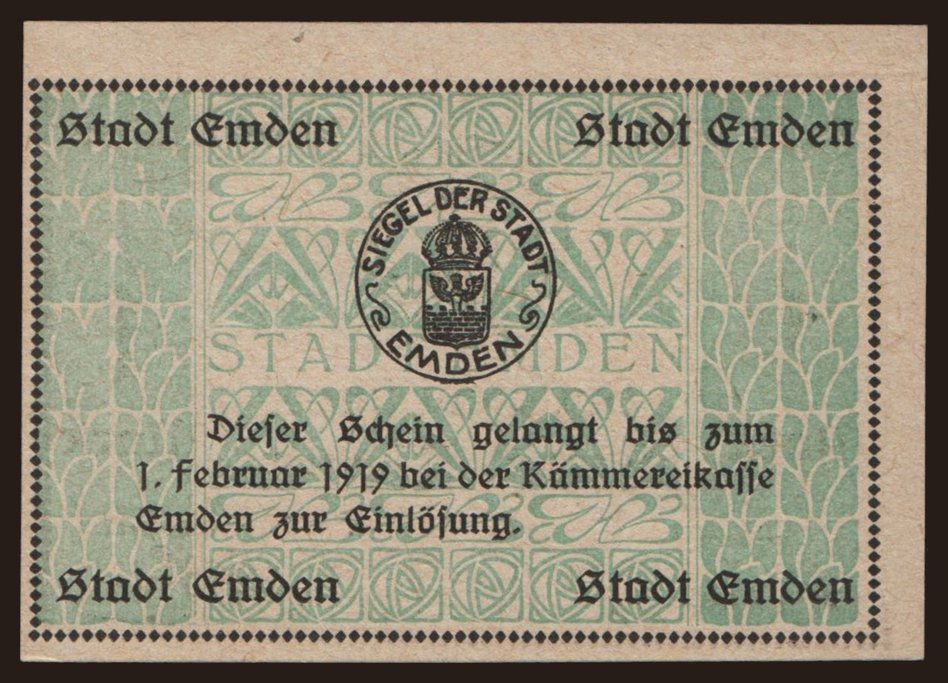 Stadt Emden Stadt Emden
SIEGEL DER STADT
EMDEN
STADT EMDEN
Dieſer Schein gelangt bis zum
1. Februar 1919 bei der Kämmereikaſſe
Emden zur Einlöſung.
Stadt Emden Stadt Emden